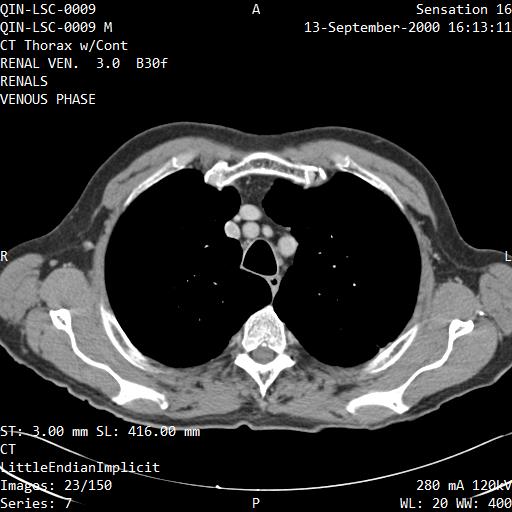 QIN-LSC-0009
A
Sensation 16
QIN-LSC-0009 M
13-September-2000 16:13:11
CT Thorax w/Cont
RENAL VEN.  3.0  B30f
RENALS
VENOUS PHASE
R
L
ST: 3.00 mm SL: 416.00 mm
CT
LittleEndianImplicit
Images: 23/150
280 mA 120kV
Series: 7
P
WL: 20 WW: 400